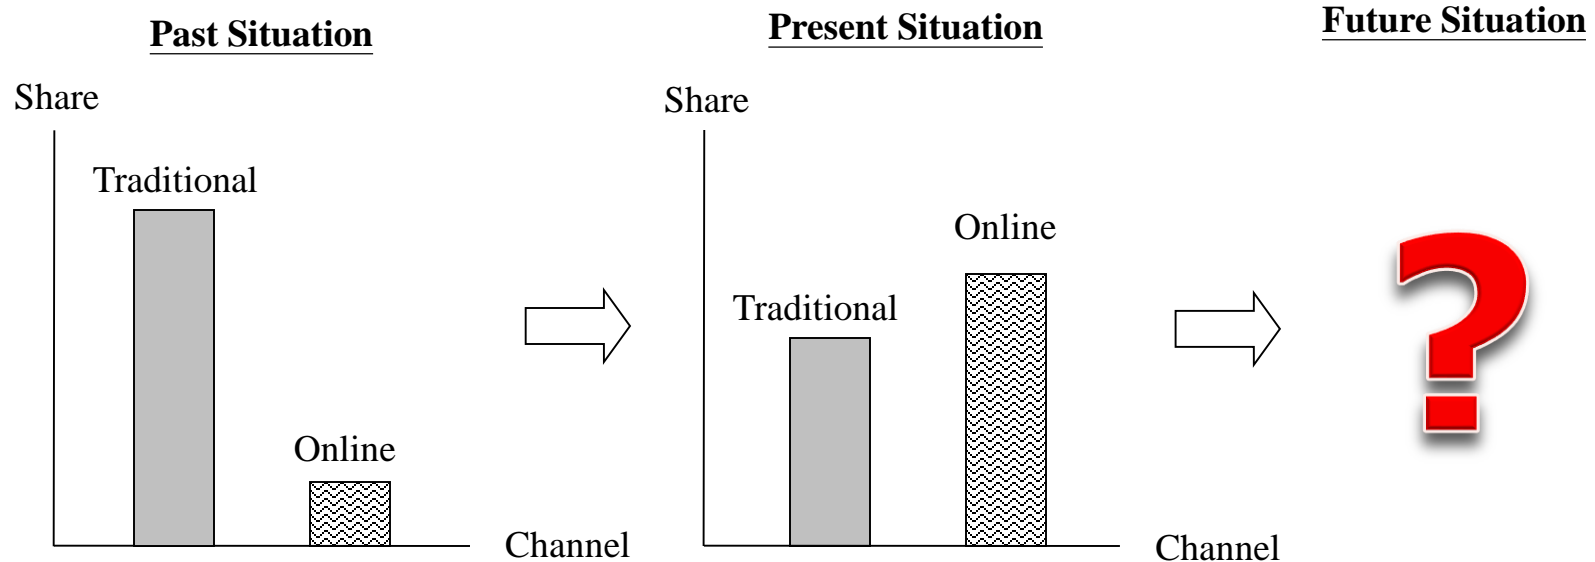 Past Situation
Present Situation
Future Situation
Share
Traditional
Online
Channel
Share
Traditional
Online
Channel
?